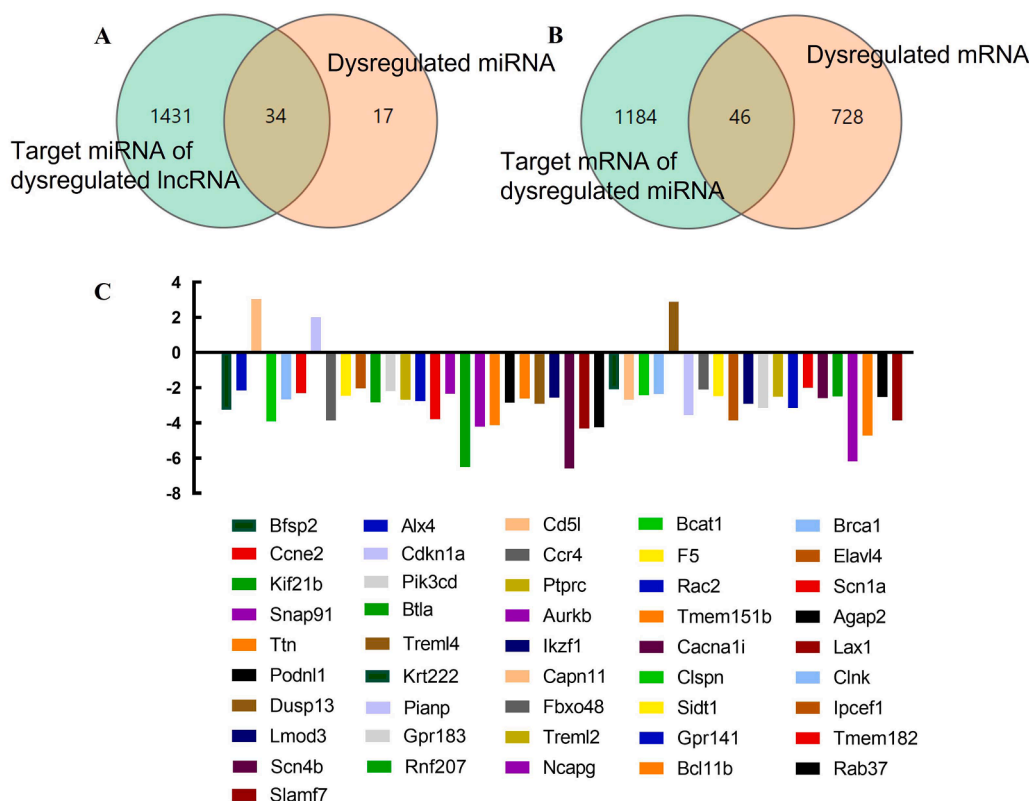 A
Dysregulated miRNA
1431
34
17
Target miRNA of
dysregulated lncRNA
B
Dysregulated mRNA
1184
46
728
Target mRNA of
dysregulated miRNA
C
4
2
0
-2
-4
-6
-8
Bfsp2 Alx4 Cd5l Bcat1 Brca1
Ccne2 Cdkn1a Ccr4 F5 Elavl4
Kif21b Pik3cd Ptprc Rac2 Scn1a
Snap91 Btla Aurkb Tmem151b Agap2
Ttn Treml4 Ikzf1 Cacna1i Lax1
Podnl1 Krt222 Capn11 Clspn Clnk
Dusp13 Pianp Fbxo48 Sidt1 Ipcef1
Lmod3 Gpr183 Treml2 Gpr141 Tmem182
Scn4b Rnf207 Ncapg Bcl11b Rab37
Slamf7